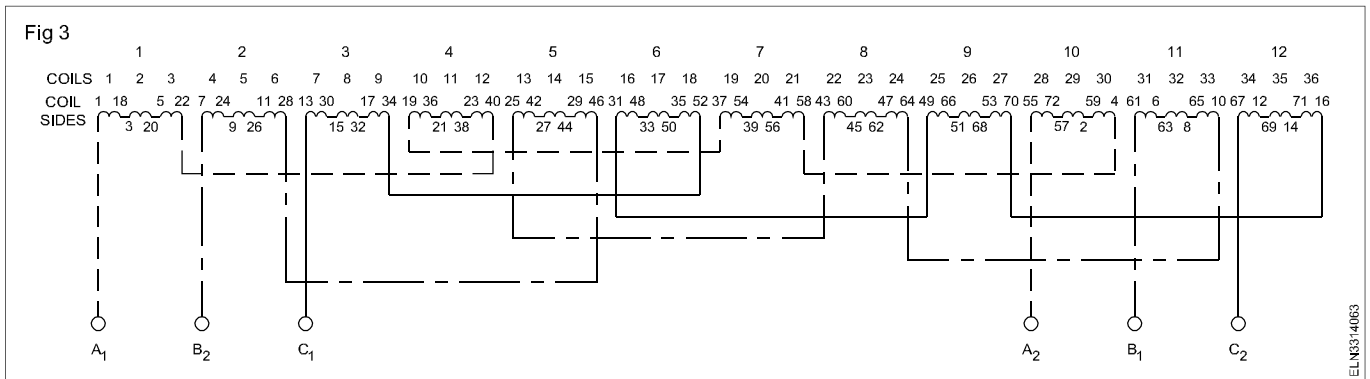 Fig 3
1 2 3 4 5 6 7 8 9 10 11 12
COILS 1 2 3 4 5 6 7 8 9 10 11 12 13 14 15 16 17 18 19 20 21 22 23 24 25 26 27 28 29 30 31 32 33 34 35 36
COIL 1 18 5 22 7 24 11 28 13 30 17 34 19 36 23 40 25 42 29 46 31 48 35 52 37 54 41 58 43 60 47 64 49 66 53 70 55 72 59 4 61 6 65 10 67 12 71 16
SIDES 3 20 9 26 15 32 21 38 27 44 33 50 39 56 45 62 51 68 57 2 63 8 69 14
A1 B2 C1 A2 B1 C2
ELN3314063